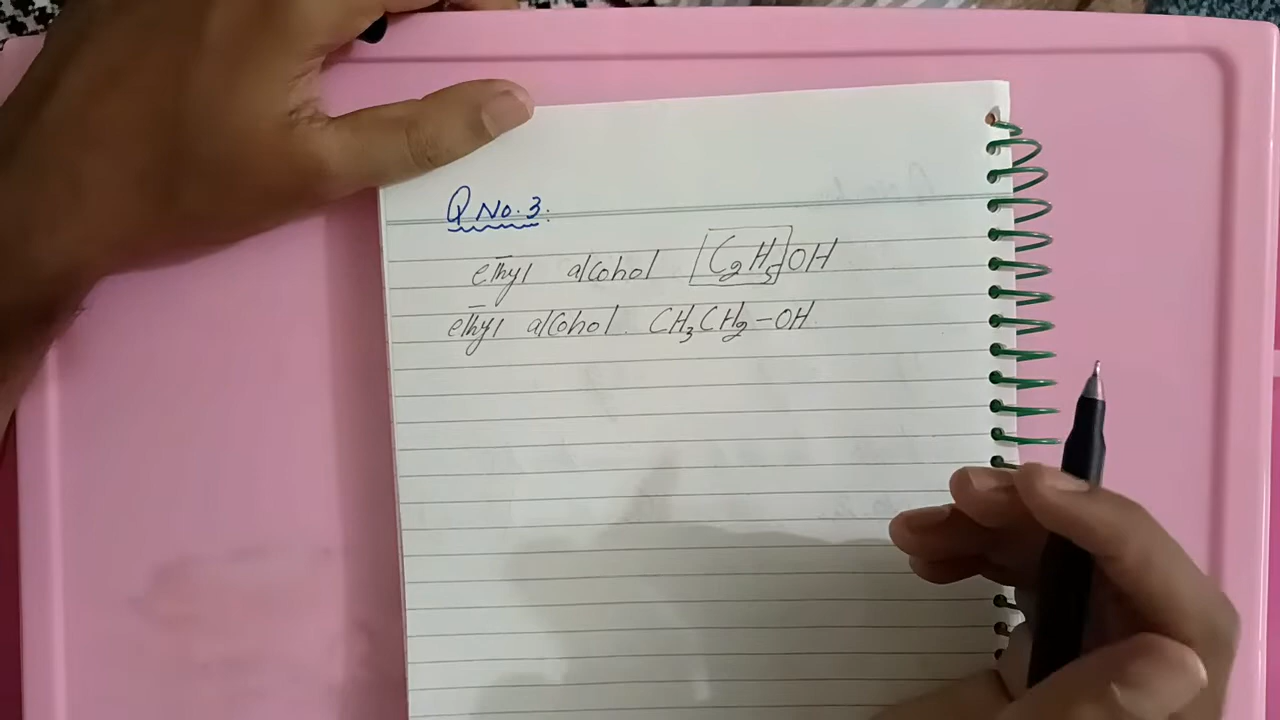 Q No. 3.
ethyl alcohol C₂H₅OH
ethyl alcohol. CH₃CH₂-OH.